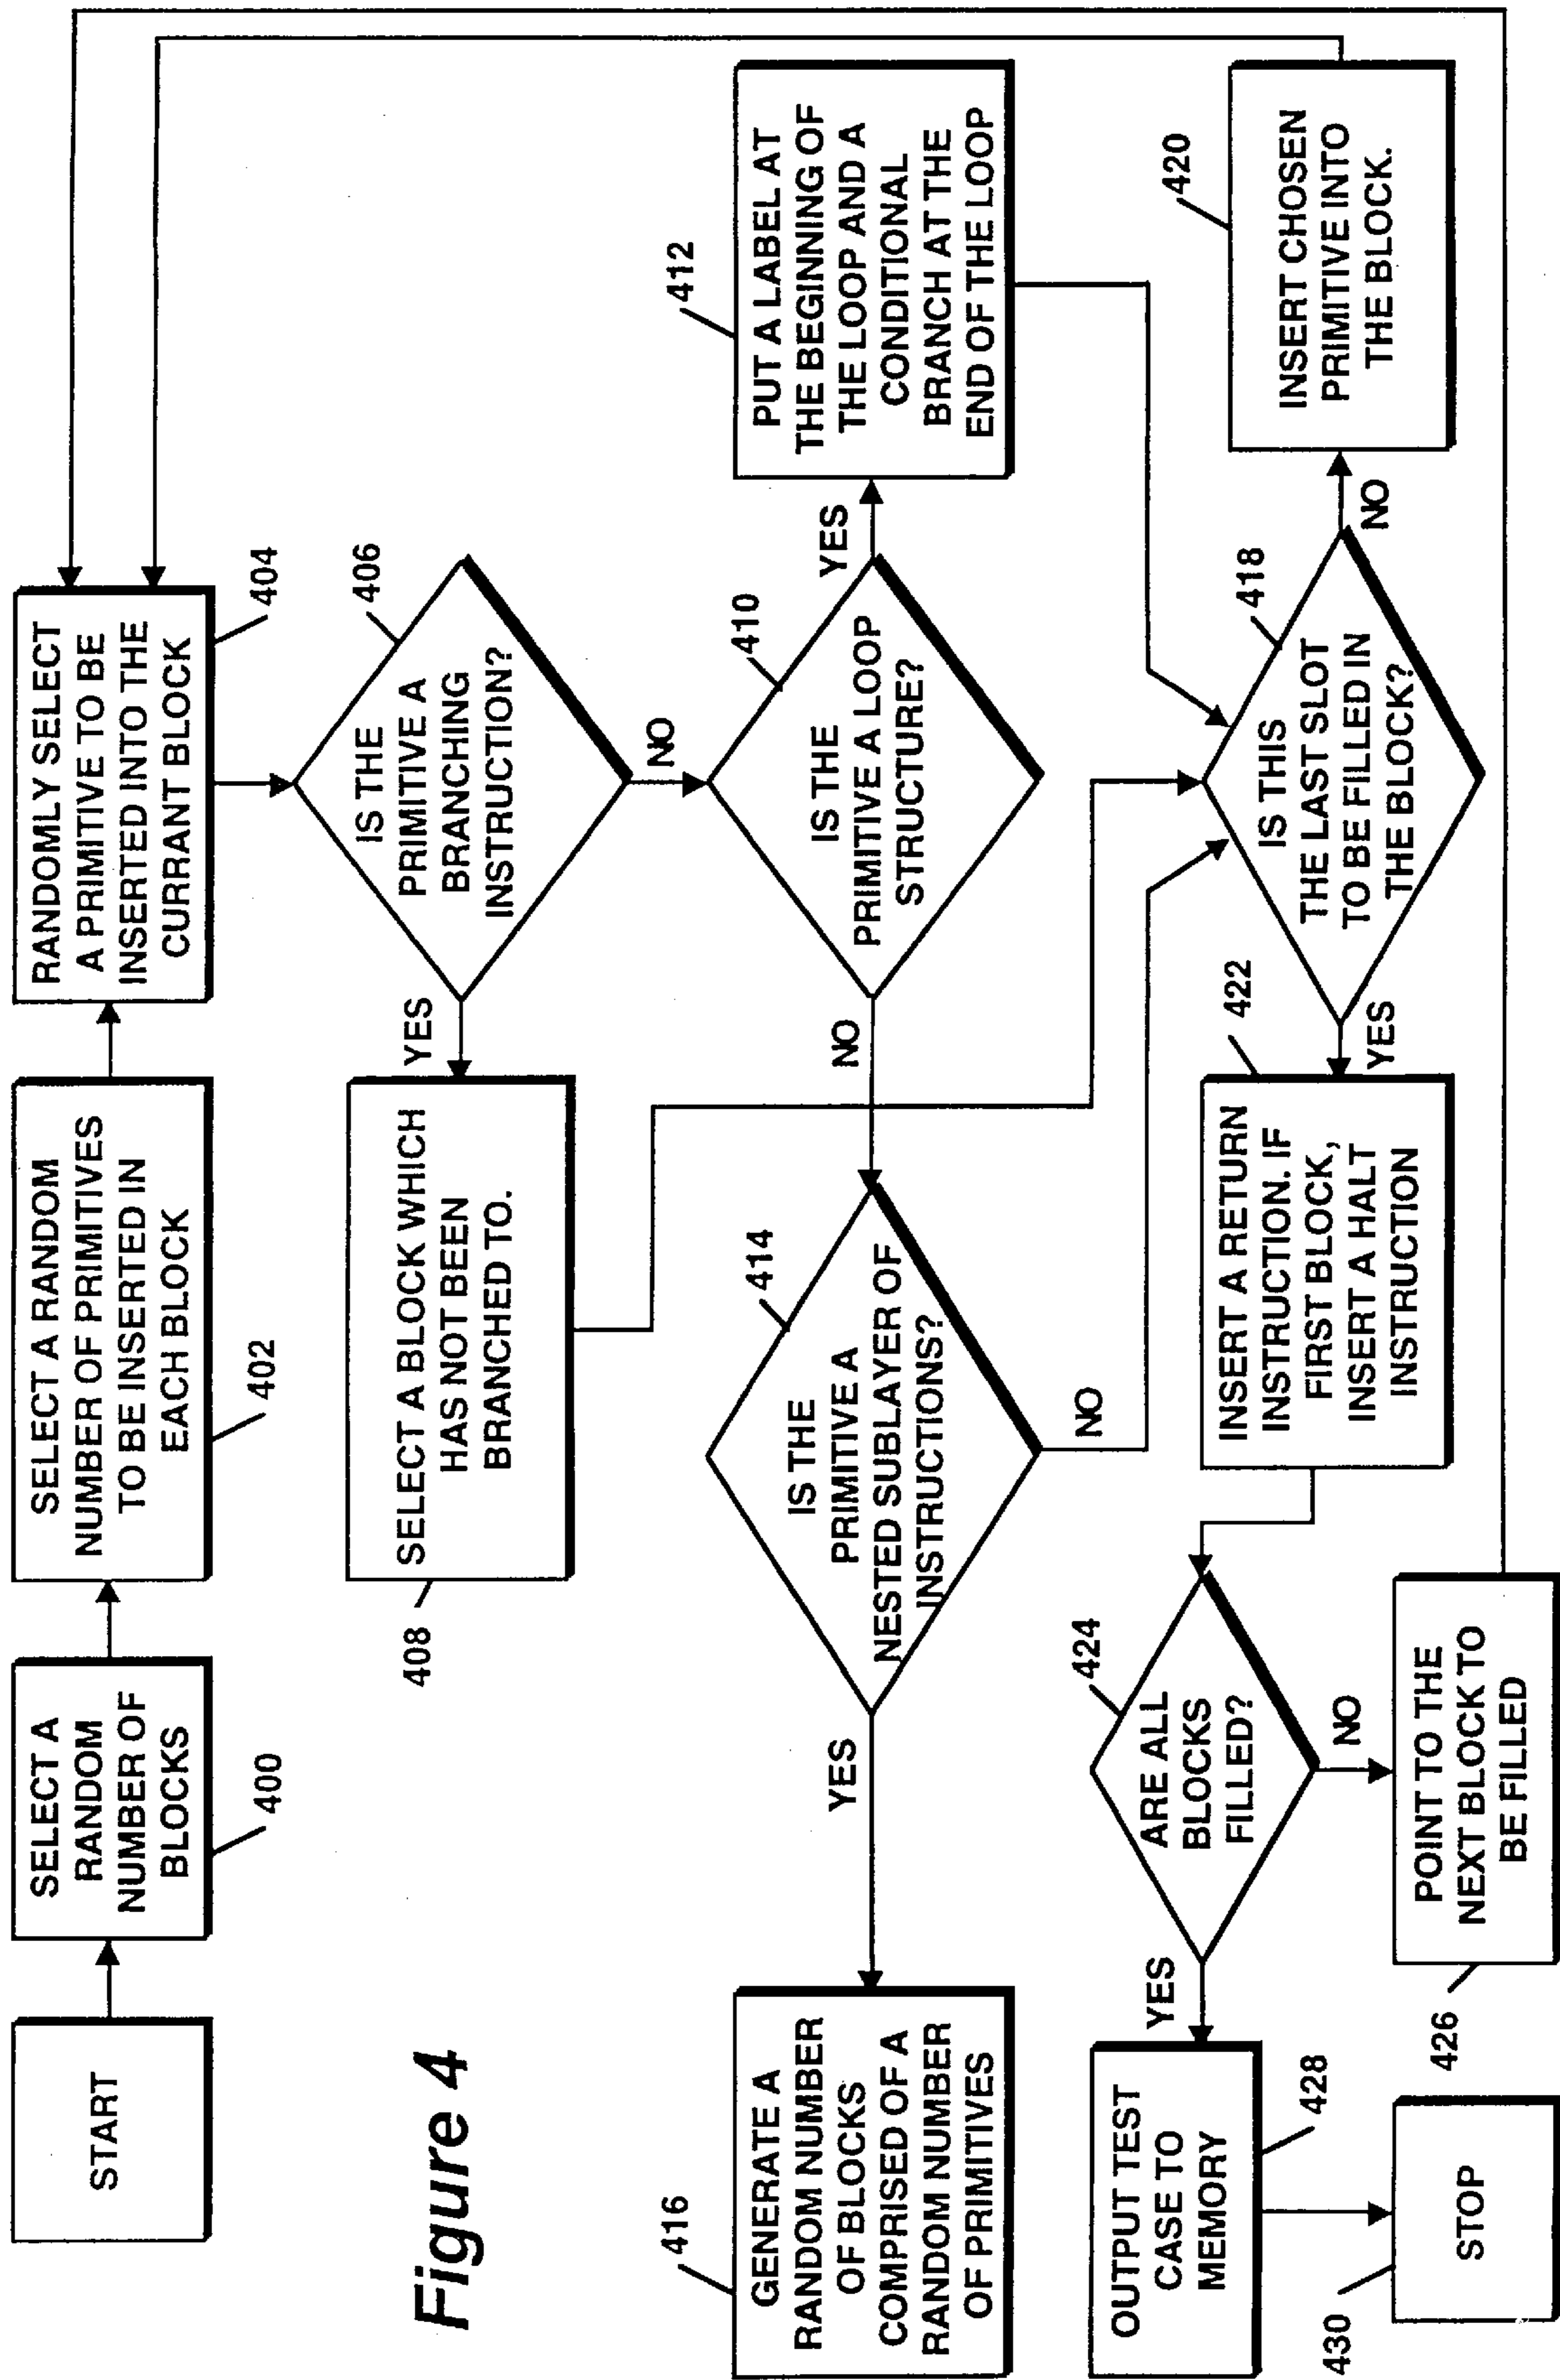 START
SELECT A
RANDOM
NUMBER OF
BLOCKS
400
SELECT A RANDOM
NUMBER OF PRIMITIVES
TO BE INSERTED IN
EACH BLOCK
402
RANDOMLY SELECT
A PRIMITIVE TO BE
INSERTED INTO THE
CURRANT BLOCK
404
IS THE
PRIMITIVE A
BRANCHING
INSTRUCTION?
406
YES
NO
SELECT A BLOCK WHICH
HAS NOT BEEN
BRANCHED TO.
408
IS THE
PRIMITIVE A LOOP
STRUCTURE?
410
YES
NO
PUT A LABEL AT
THE BEGINNING OF
THE LOOP AND A
CONDITIONAL
BRANCH AT THE
END OF THE LOOP
412
IS THE
PRIMITIVE A
NESTED SUBLAYER OF
INSTRUCTIONS?
414
YES
NO
GENERATE A
RANDOM NUMBER
OF BLOCKS
COMPRISED OF A
RANDOM NUMBER
OF PRIMITIVES
416
IS THIS
THE LAST SLOT
TO BE FILLED IN
THE BLOCK?
418
NO
YES
INSERT CHOSEN
PRIMITIVE INTO
THE BLOCK.
420
INSERT A RETURN
INSTRUCTION. IF
FIRST BLOCK,
INSERT A HALT
INSTRUCTION
422
ARE ALL
BLOCKS
FILLED?
424
YES
NO
POINT TO THE
NEXT BLOCK TO
BE FILLED
426
OUTPUT TEST
CASE TO
MEMORY
428
STOP
430
Figure 4